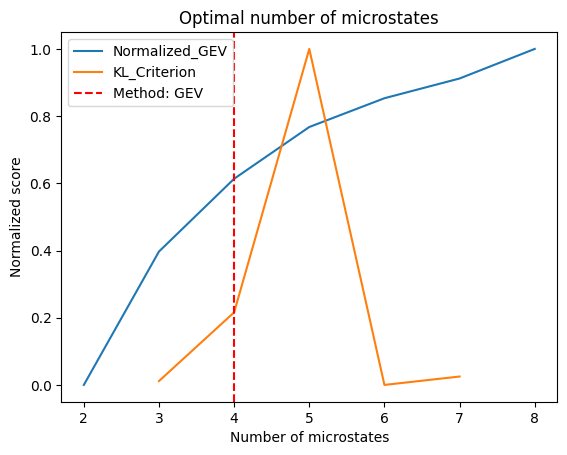 Optimal number of microstates
Normalized_GEV
KL_Criterion
Method: GEV
Normalized score
1.0
0.8
0.6
0.4
0.2
0.0
2 3 4 5 6 7 8
Number of microstates